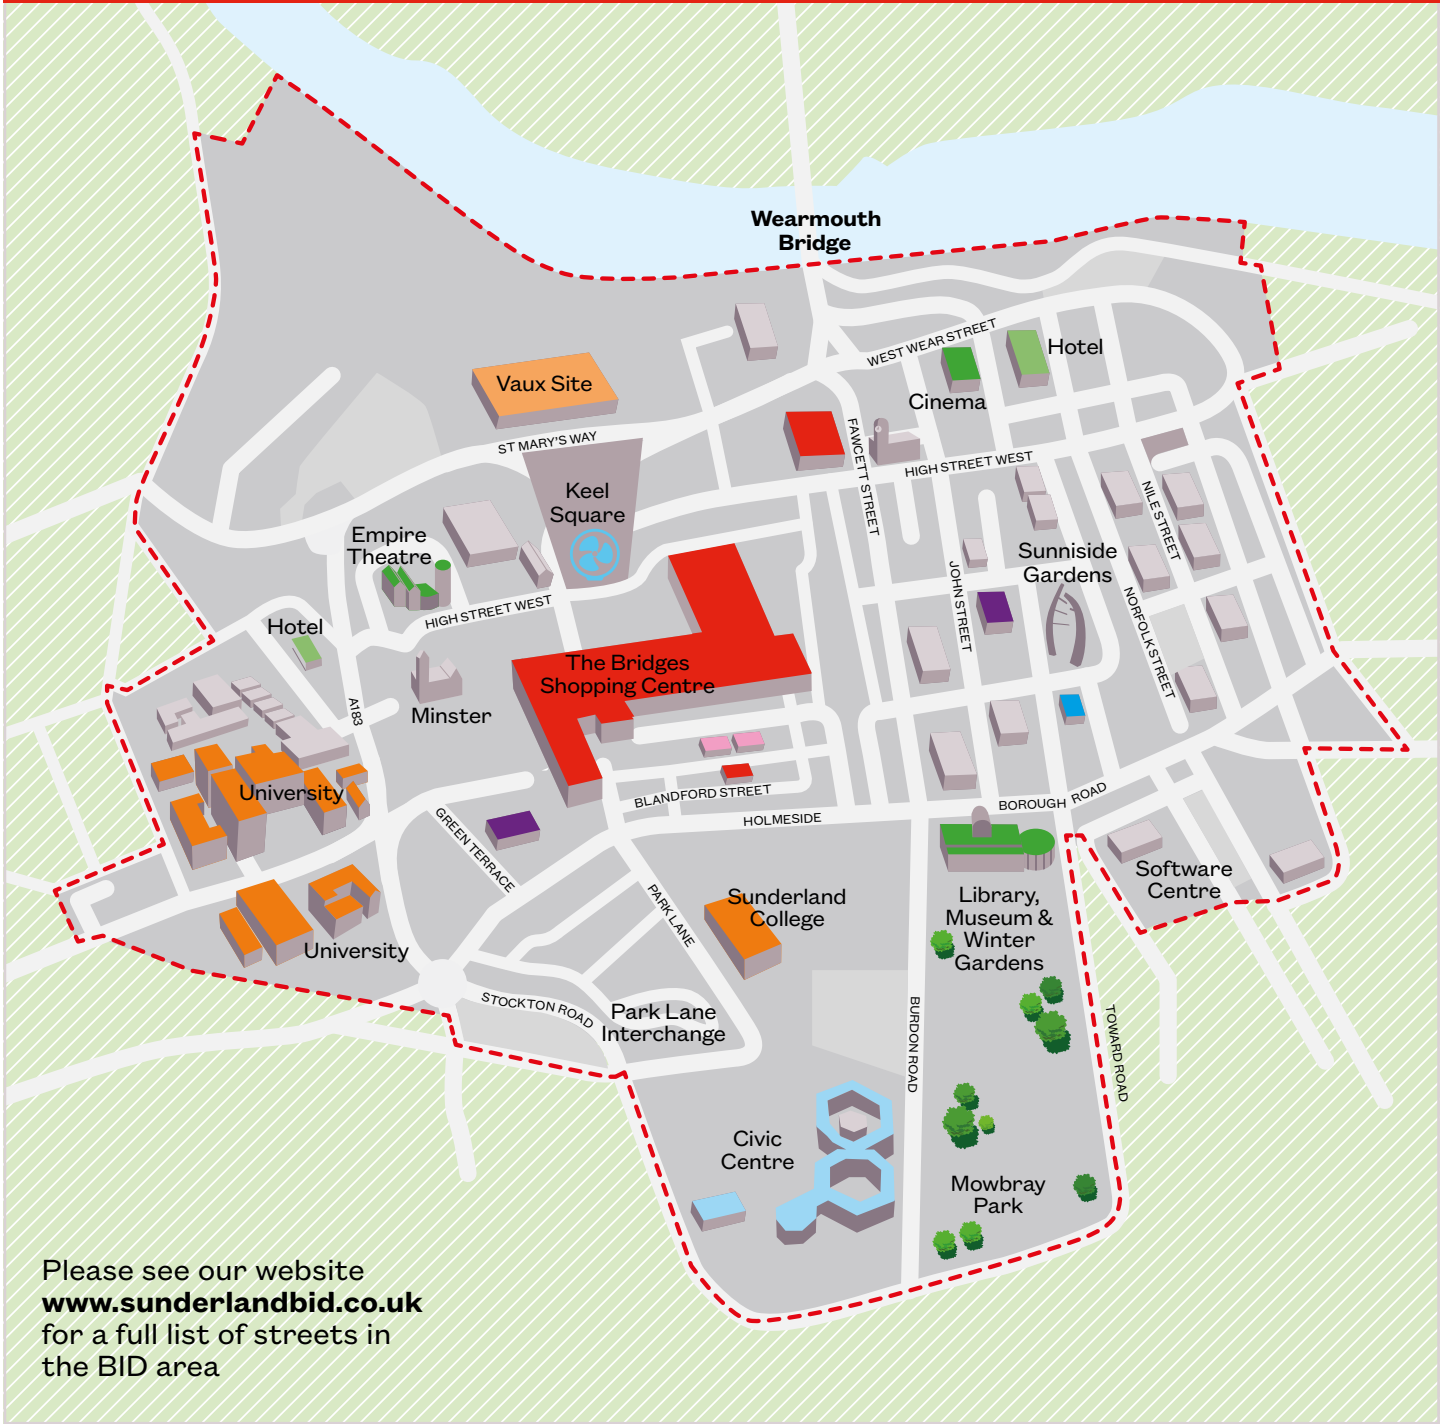 Wearmouth
Bridge
WEST WEAR STREET
Hotel
Vaux Site
Cinema
ST MARY'S WAY
FAWCETT STREET
HIGH STREET WEST
Keel
Square
NILE STREET
Empire
Theatre
Sunniside
Gardens
JOHN STREET
HIGH STREET WEST
NORFOLK STREET
Hotel
The Bridges
Shopping Centre
A183
Minster
University
BLANDFORD STREET
BOROUGH ROAD
HOLMESIDE
GREEN TERRACE
Software
Centre
PARK LANE
Sunderland
College
Library,
Museum &
Winter
Gardens
University
STOCKTON ROAD
Park Lane
Interchange
BURDON ROAD
TOWARD ROAD
Civic
Centre
Mowbray
Park
Please see our website
www.sunderlandbid.co.uk
for a full list of streets in
the BID area